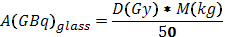 A(GBq)glass = D(Gy) * M(kg) / 50